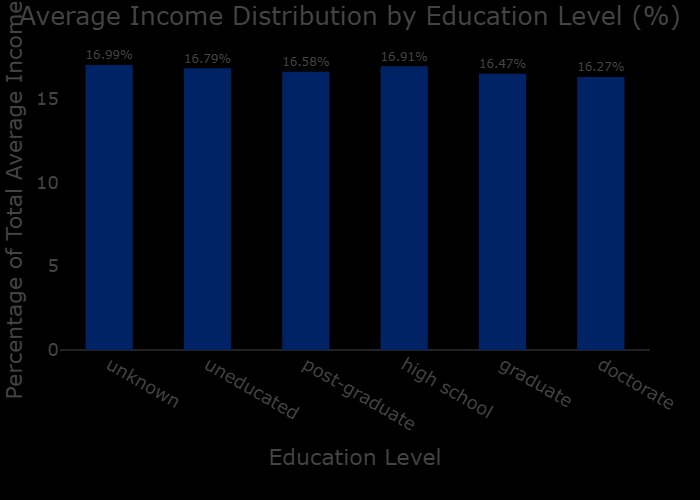 Average Income Distribution by Education Level (%)
Percentage of Total Average Income
16.99%
16.79%
16.58%
16.91%
16.47%
16.27%
15
10
5
0
unknown
uneducated
post-graduate
high school
graduate
doctorate
Education Level